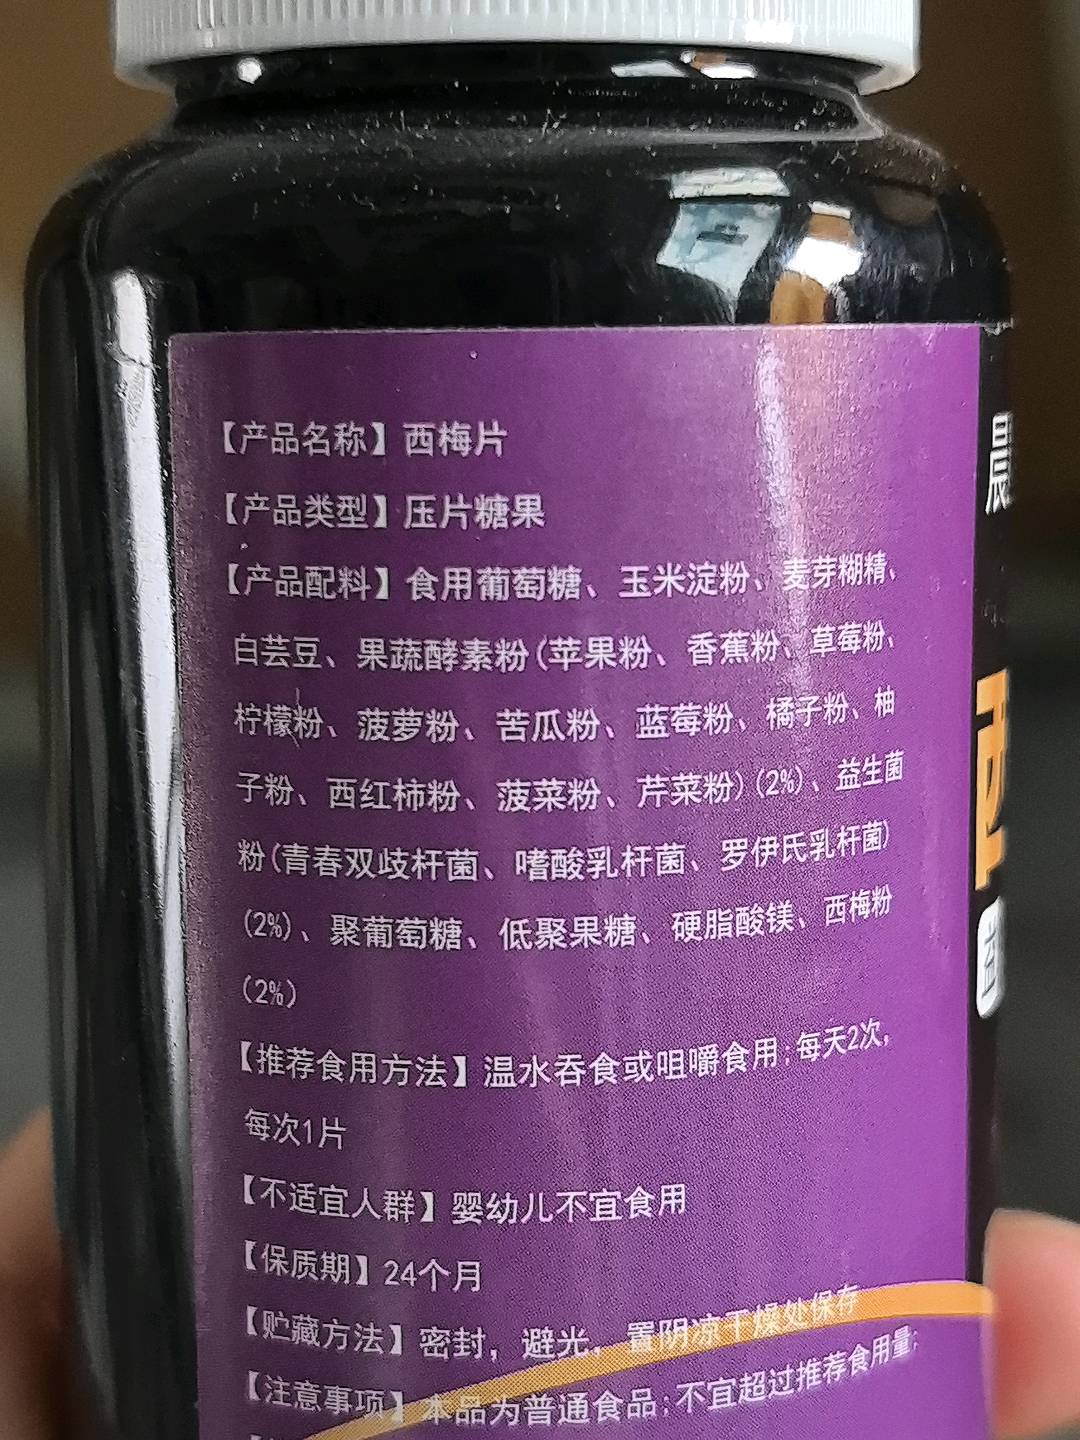 【产品名称】西梅片
【产品类型】压片糖果
【产品配料】食用葡萄糖、玉米淀粉、麦芽糊精、
白芸豆、果蔬酵素粉(苹果粉、香蕉粉、草莓粉、
柠檬粉、菠萝粉、苦瓜粉、蓝莓粉、橘子粉、柚
子粉、西红柿粉、菠菜粉、芹菜粉)(2%)、益生菌
粉(青春双歧杆菌、嗜酸乳杆菌、罗伊氏乳杆菌)
(2%)、聚葡萄糖、低聚果糖、硬脂酸镁、西梅粉
(2%)
【推荐食用方法】温水吞食或咀嚼食用;每天2次,
每次1片
【不适宜人群】婴幼儿不宜食用
【保质期】24个月
【贮藏方法】密封，避光，置阴凉干燥处保存
【注意事项】本品为普通食品;不宜超过推荐食用量;